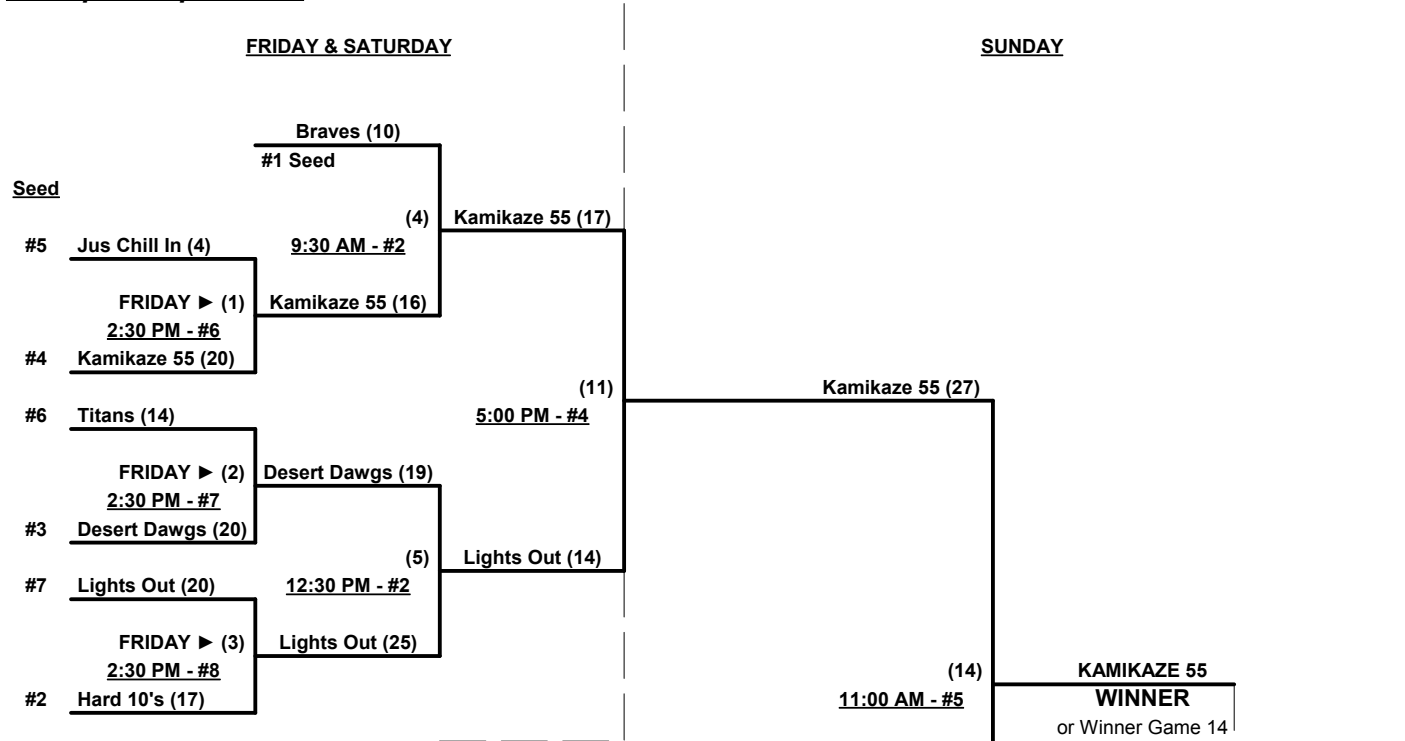 FRIDAY & SATURDAY
SUNDAY
Braves (10)
#1 Seed
Seed
(4)
Kamikaze 55 (17)
#5
Jus Chill In (4)
9:30 AM - #2
FRIDAY ► (1)
Kamikaze 55 (16)
2:30 PM - #6
#4
Kamikaze 55 (20)
(11)
Kamikaze 55 (27)
#6
Titans (14)
5:00 PM - #4
FRIDAY ► (2)
Desert Dawgs (19)
2:30 PM - #7
#3
Desert Dawgs (20)
(5)
Lights Out (14)
#7
Lights Out (20)
12:30 PM - #2
FRIDAY ► (3)
Lights Out (25)
2:30 PM - #8
(14)
KAMIKAZE 55
#2
Hard 10's (17)
11:00 AM - #5
WINNER
or Winner Game 14